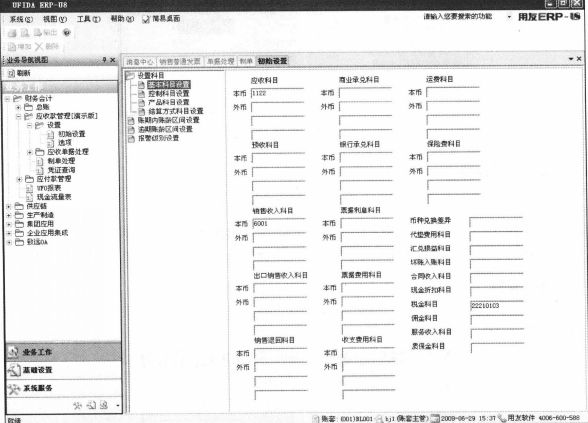 UFIDA ERP-U8
系统(S) 视图(V) 工具(T) 帮助(H) 简易桌面
请输入您要搜索的功能 用友ERP-U8
输出
增加 删除
业务导航视图
刷新
业务工作
财务会计
总账
应收款管理[演示版]
设置
初始设置
选项
应收单据处理
制单处理
凭证查询
应付款管理
UFO报表
现金流量表
供应链
生产制造
集团应用
企业应用集成
致远OA
业务工作
基础设置
系统服务
就绪
消息中心 销售普通发票 单据处理 制单 初始设置
设置科目
基本科目设置
控制科目设置
产品科目设置
结算方式科目设置
账期内账龄区间设置
逾期账龄区间设置
报警级别设置
应收科目 商业承兑科目 运费科目
本币 1122 本币 本币
外币 外币 外币
预收科目 银行承兑科目 保险费科目
本币 本币 本币
外币 外币 外币
销售收入科目 票据利息科目
本币 6001 本币
外币 外币
出口销售收入科目 票据费用科目
本币 本币
外币 外币
销售退回科目 收支费用科目
本币 本币
外币 外币
币种兑换差异
代垫费用科目
汇兑损益科目
坏账入账科目
合同收入科目
现金折扣科目
税金科目 22210103
佣金科目
服务收入科目
质保金科目
账套: (001)BL001 bj1 (账套主管) 2009-06-29 15:37 用友软件 4006-600-588